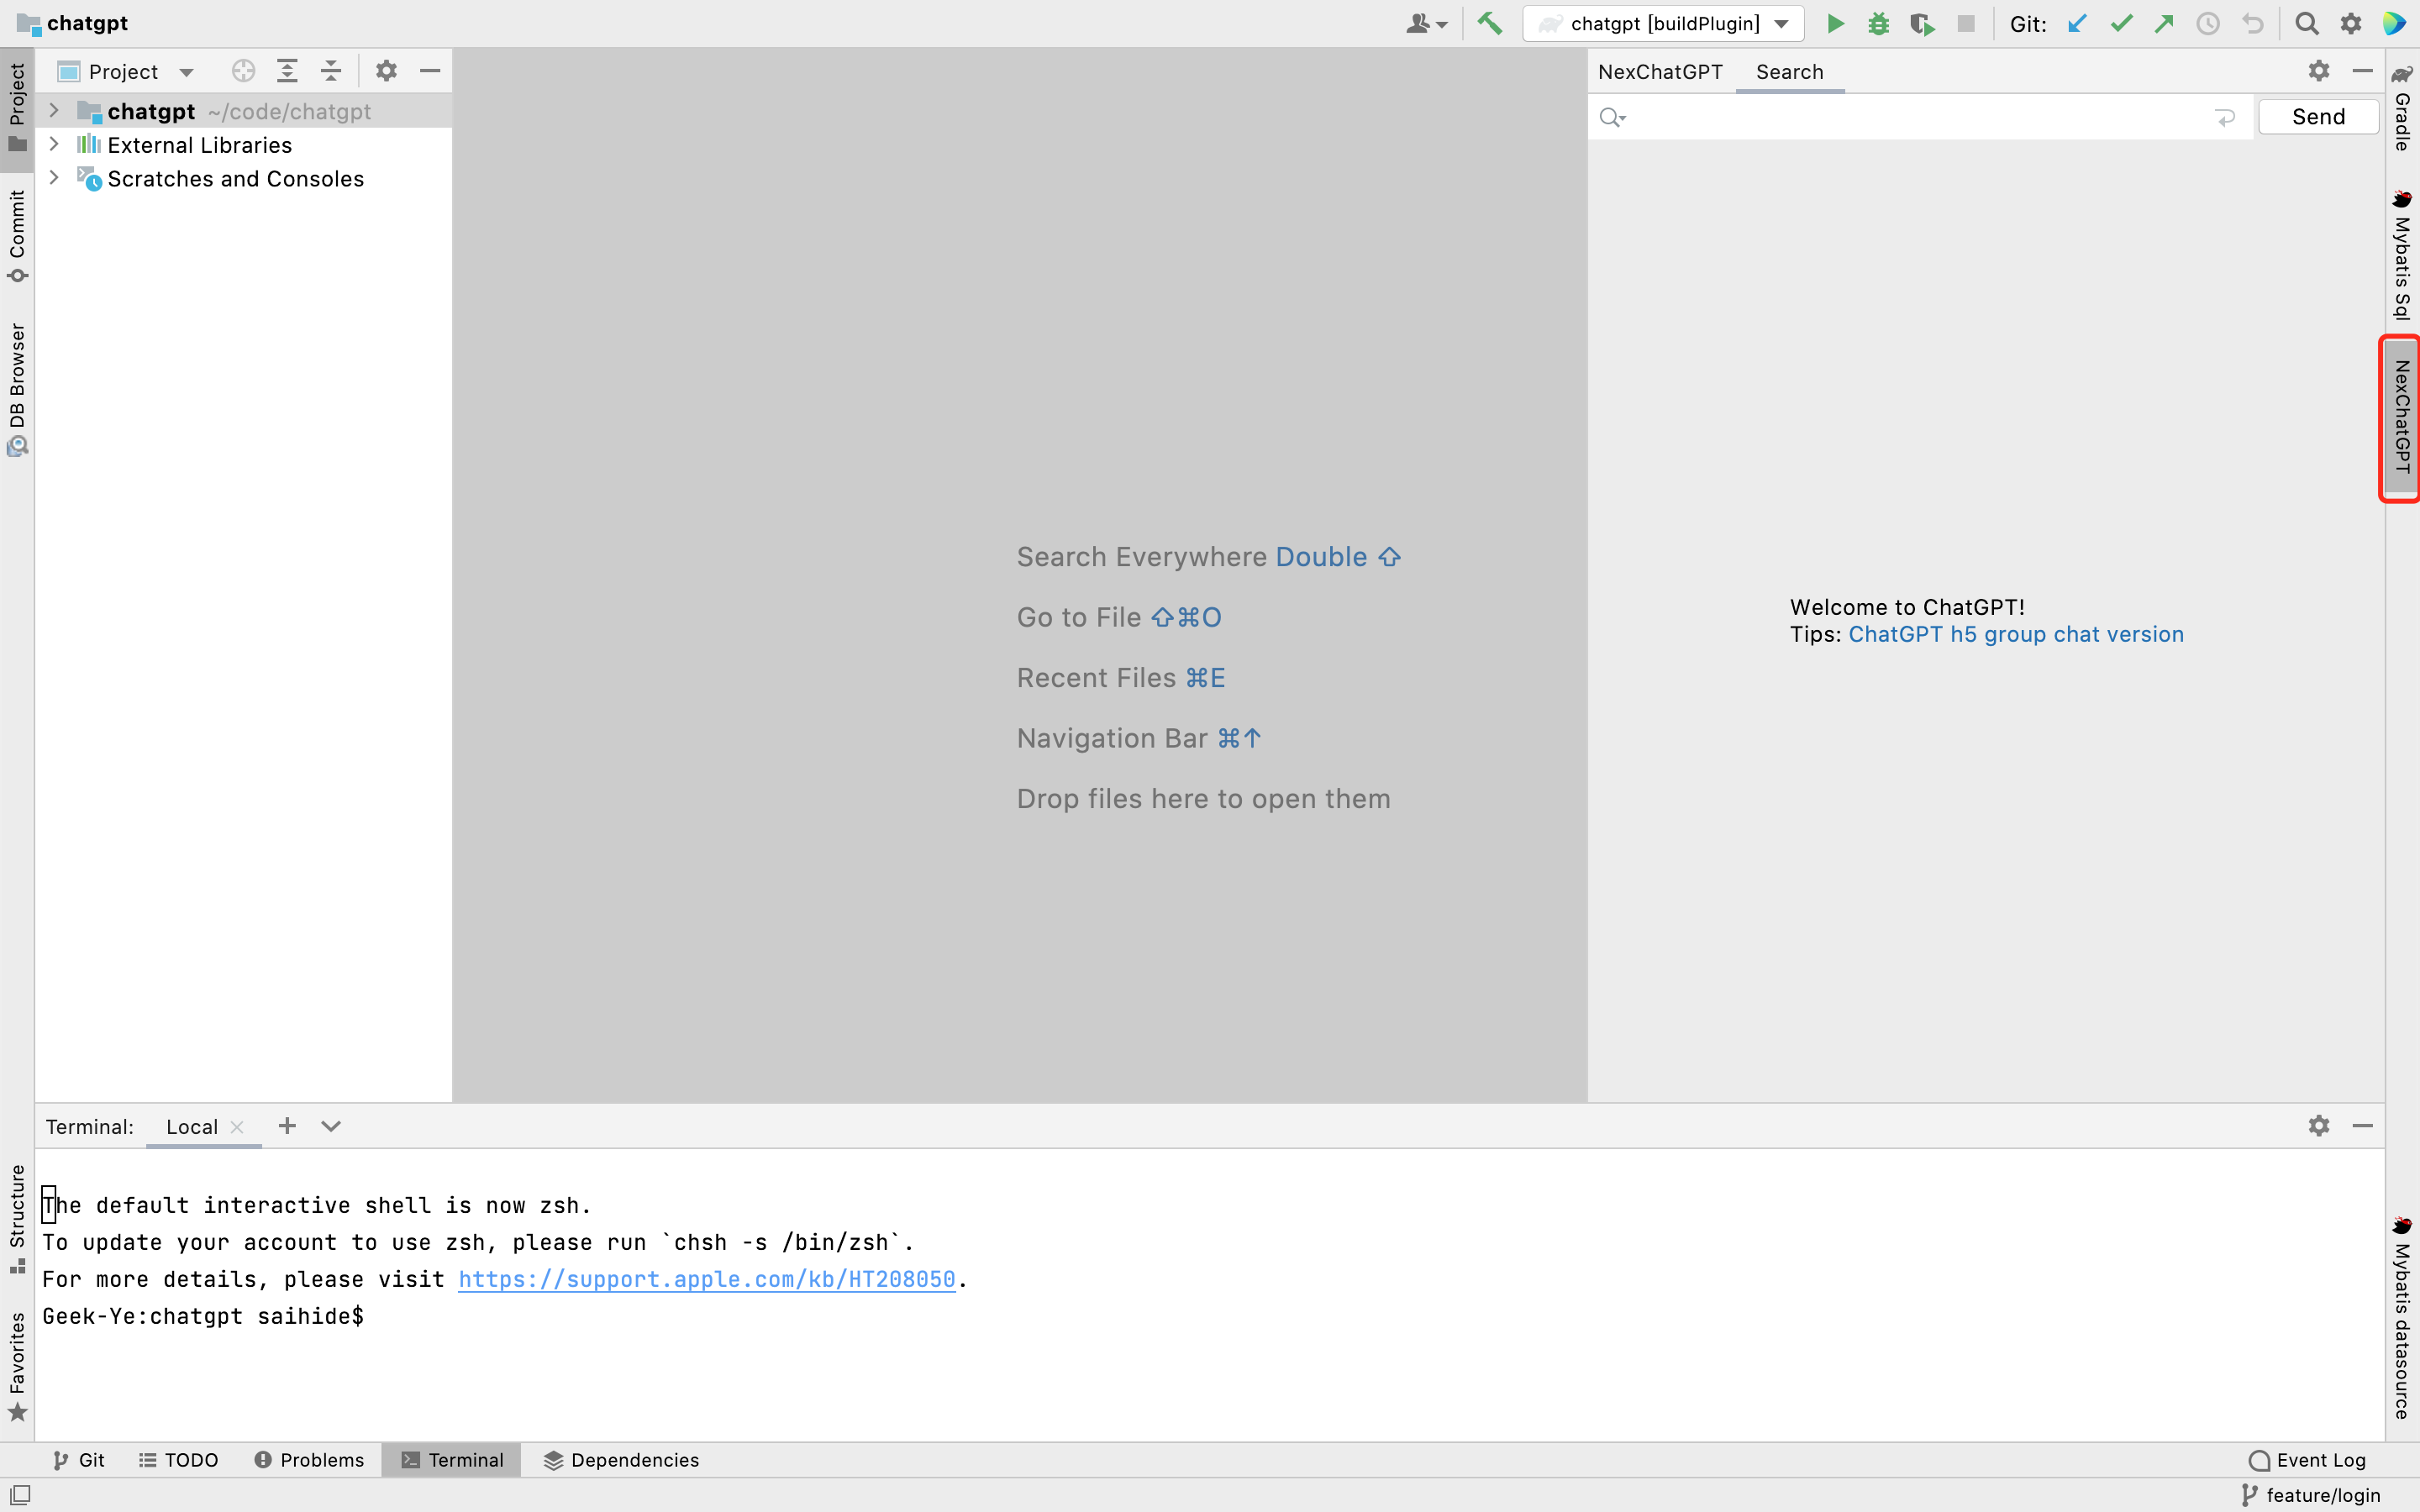 chatgpt
chatgpt [buildPlugin]
Git:
Project
chatgpt ~/code/chatgpt
External Libraries
Scratches and Consoles
Project
Commit
DB Browser
Structure
Favorites
Search Everywhere Double ⇧
Go to File ⇧⌘O
Recent Files ⌘E
Navigation Bar ⌘↑
Drop files here to open them
NexChatGPT Search
Send
Welcome to ChatGPT!
Tips: ChatGPT h5 group chat version
Gradle
Mybatis Sql
NexChatGPT
Mybatis datasource
Terminal: Local
The default interactive shell is now zsh.
To update your account to use zsh, please run `chsh -s /bin/zsh`.
For more details, please visit https://support.apple.com/kb/HT208050.
Geek-Ye:chatgpt saihide$
Git TODO Problems Terminal Dependencies
Event Log
feature/login